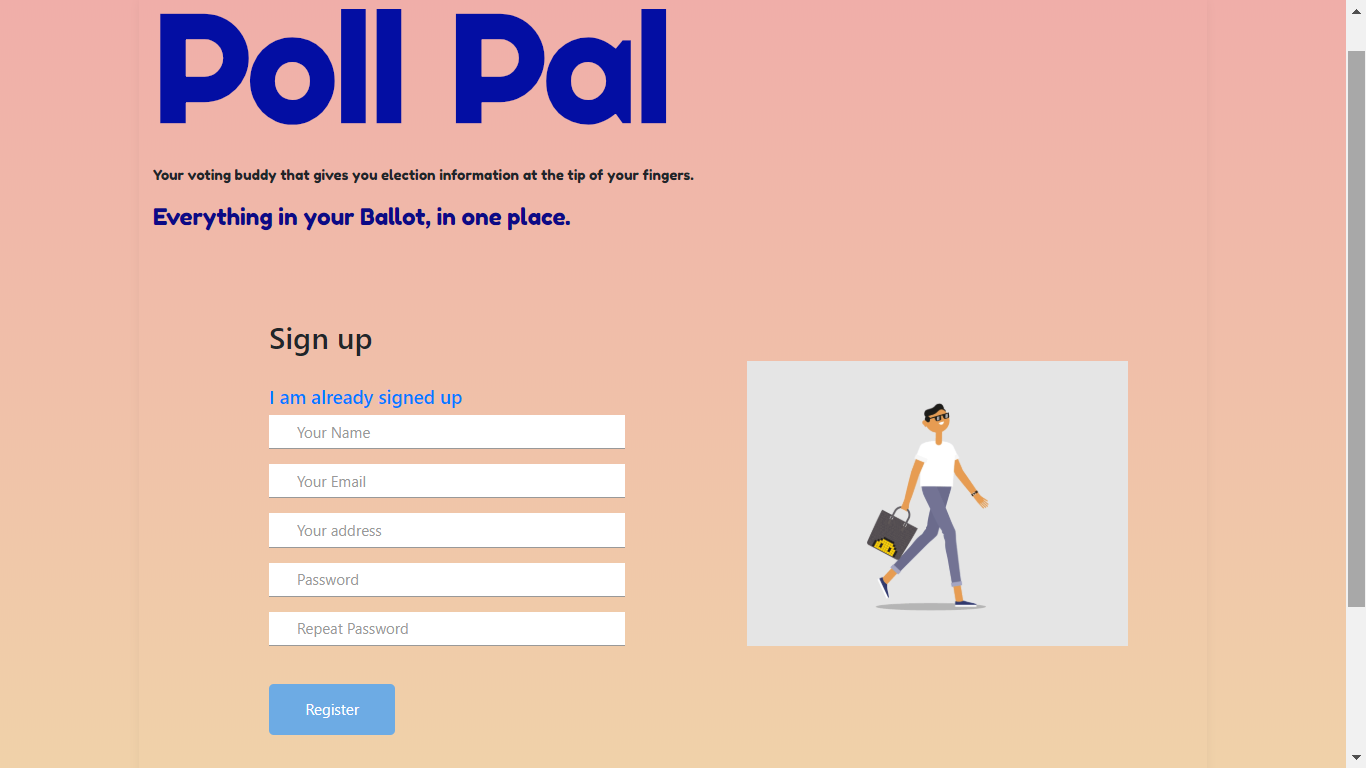 Poll Pal
Your voting buddy that gives you election information at the tip of your fingers.
Everything in your Ballot, in one place.
Sign up
I am already signed up
Your Name
Your Email
Your address
Password
Repeat Password
Register